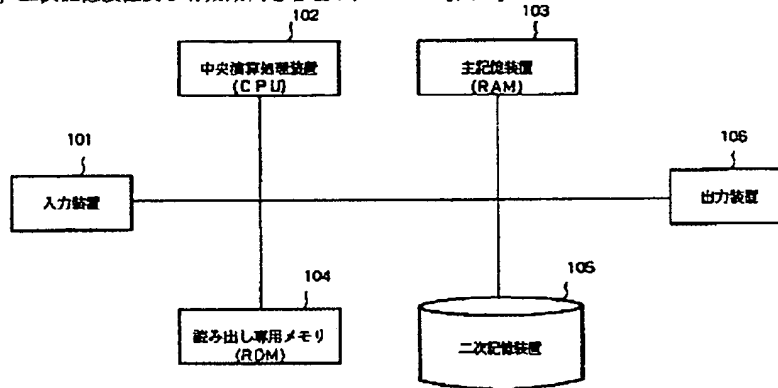 102
中央演算処理装置
(CPU)
103
主記憶装置
(RAM)
101
入力装置
106
出力装置
104
読み出し専用メモリ
(RDM)
105
二次記憶装置